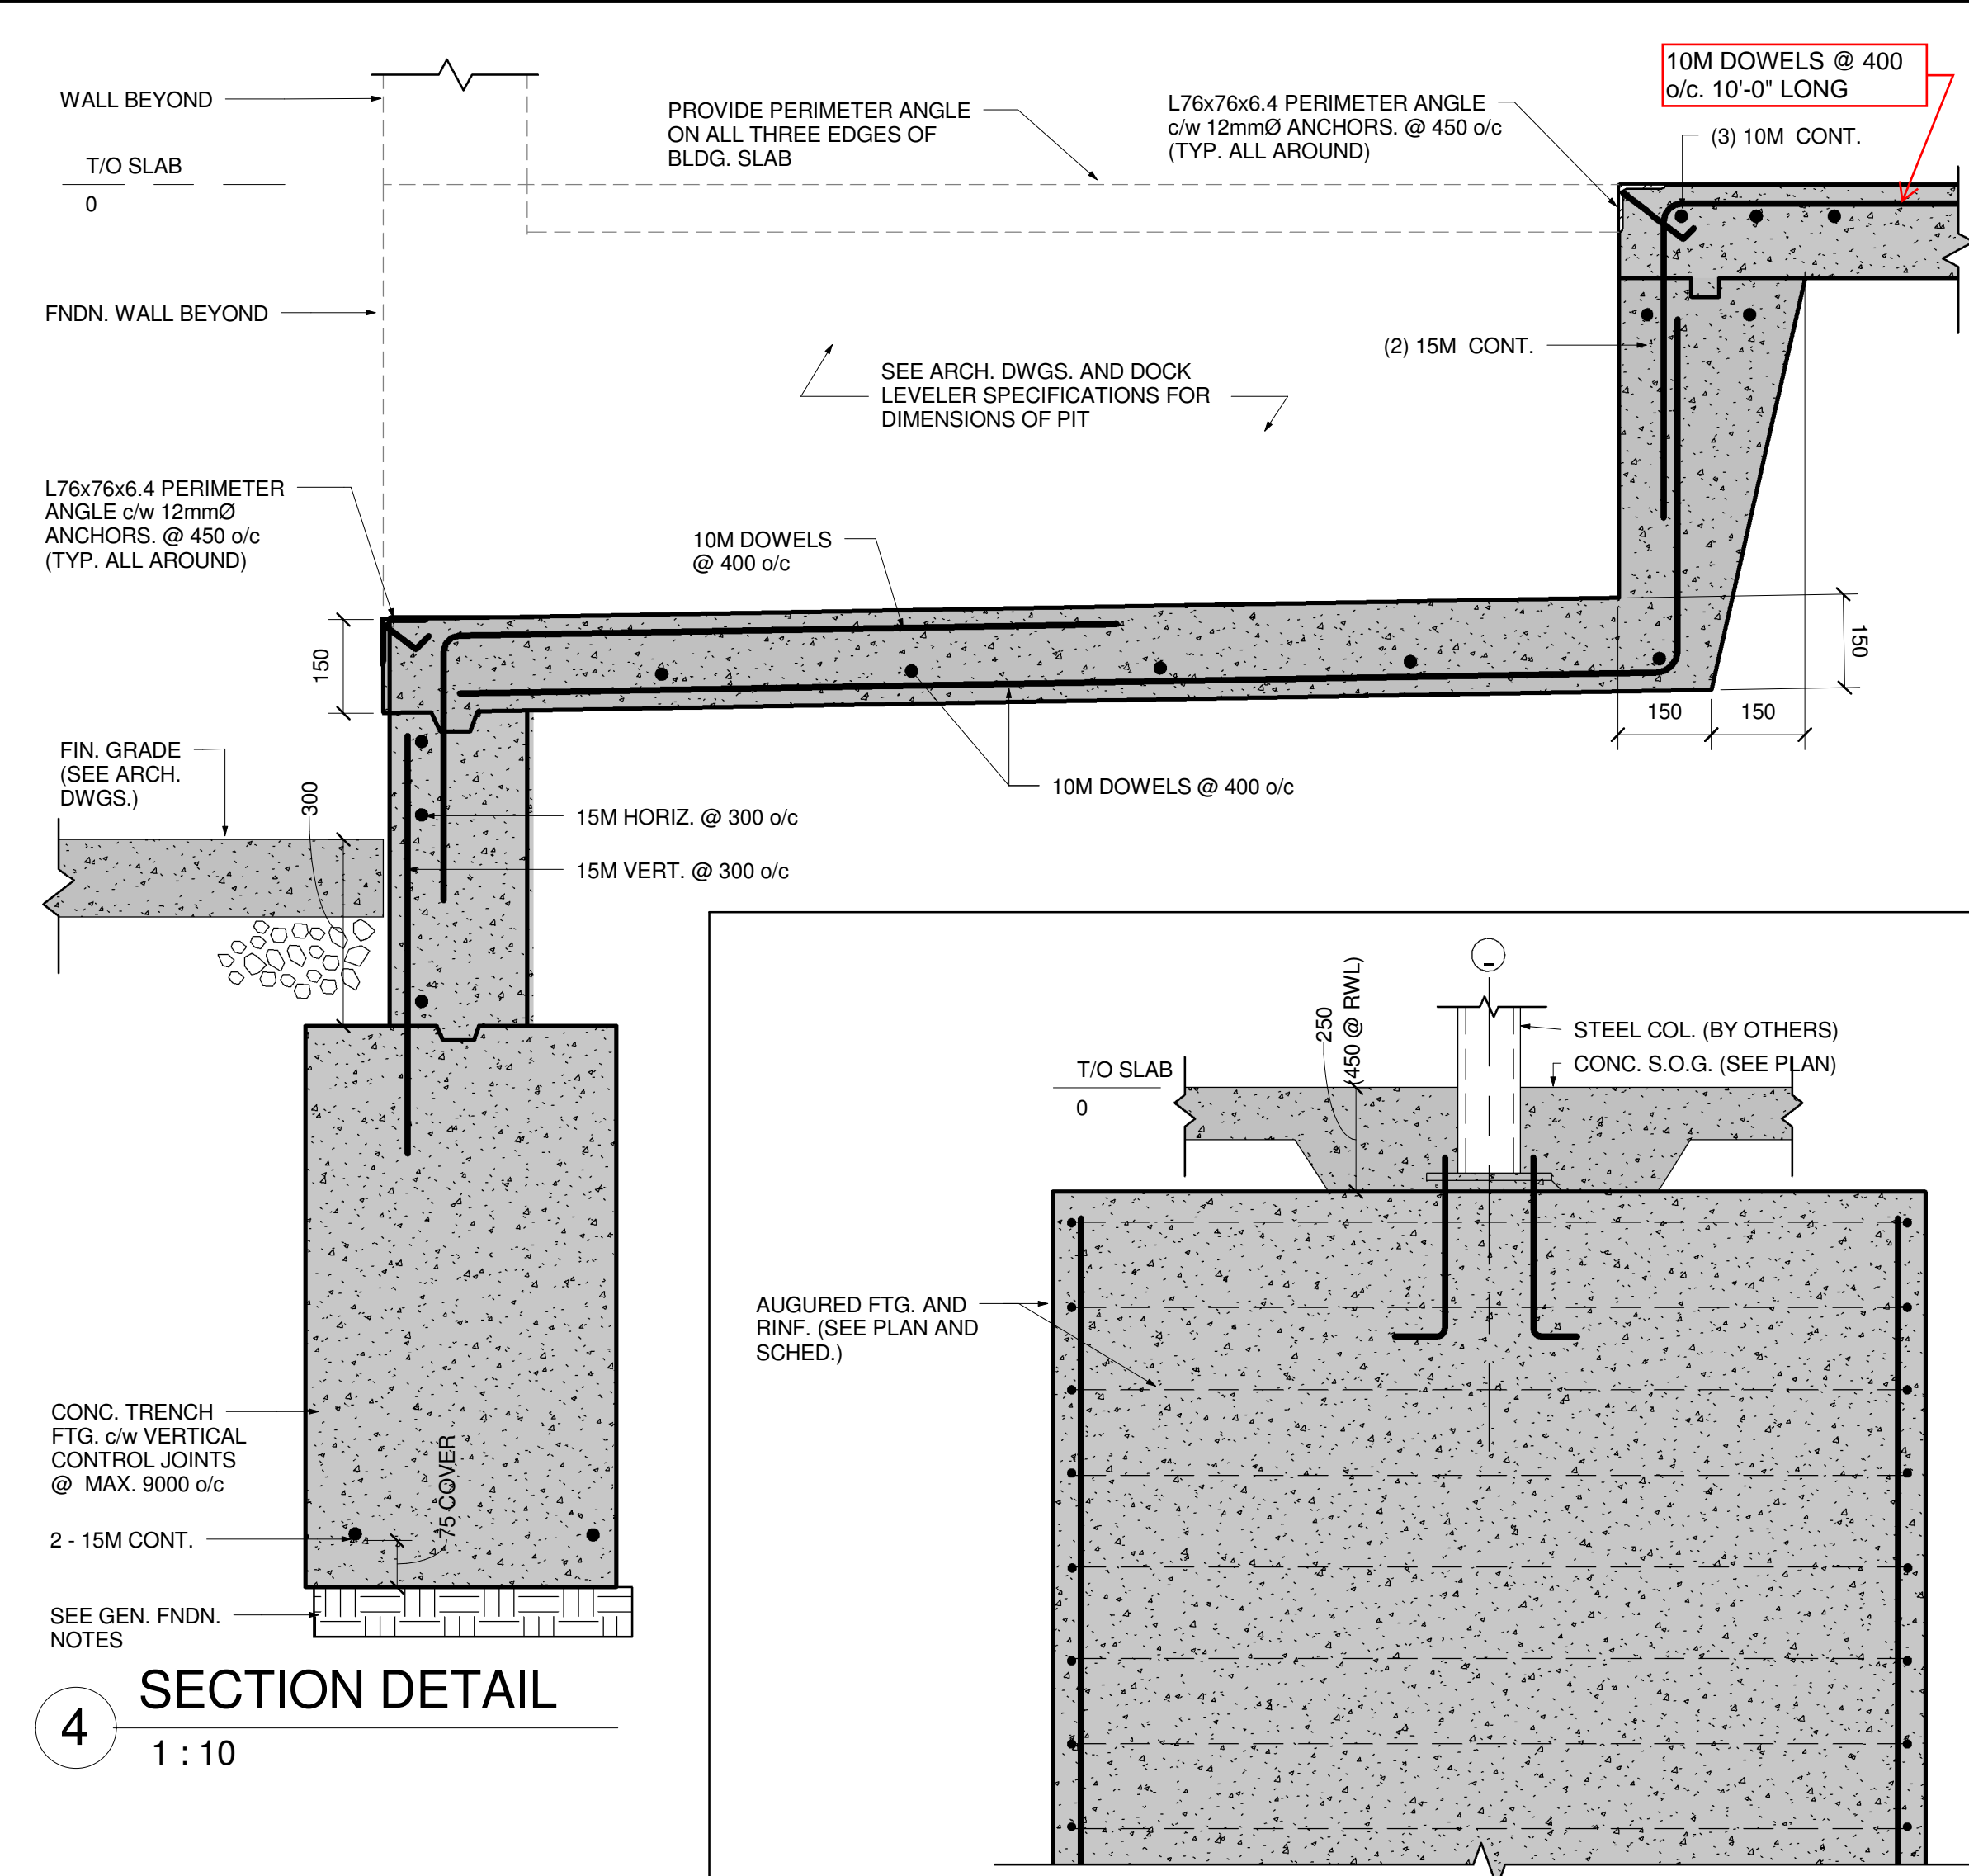 WALL BEYOND
T/O SLAB
0
FNDN. WALL BEYOND
PROVIDE PERIMETER ANGLE
ON ALL THREE EDGES OF
BLDG. SLAB
L76x76x6.4 PERIMETER ANGLE
c/w 12mmØ ANCHORS. @ 450 o/c
(TYP. ALL AROUND)
10M DOWELS @ 400
o/c. 10'-0" LONG
(3) 10M CONT.
(2) 15M CONT.
SEE ARCH. DWGS. AND DOCK
LEVELER SPECIFICATIONS FOR
DIMENSIONS OF PIT
L76x76x6.4 PERIMETER
ANGLE c/w 12mmØ
ANCHORS. @ 450 o/c
(TYP. ALL AROUND)
10M DOWELS
@ 400 o/c
150
150
150
150
10M DOWELS @ 400 o/c
FIN. GRADE
(SEE ARCH.
DWGS.)
300
15M HORIZ. @ 300 o/c
15M VERT. @ 300 o/c
CONC. TRENCH
FTG. c/w VERTICAL
CONTROL JOINTS
@ MAX. 9000 o/c
75 COVER
2 - 15M CONT.
SEE GEN. FNDN.
NOTES
4
SECTION DETAIL
1 : 10
-
250
(450 @ RWL)
T/O SLAB
0
STEEL COL. (BY OTHERS)
CONC. S.O.G. (SEE PLAN)
AUGURED FTG. AND
RINF. (SEE PLAN AND
SCHED.)